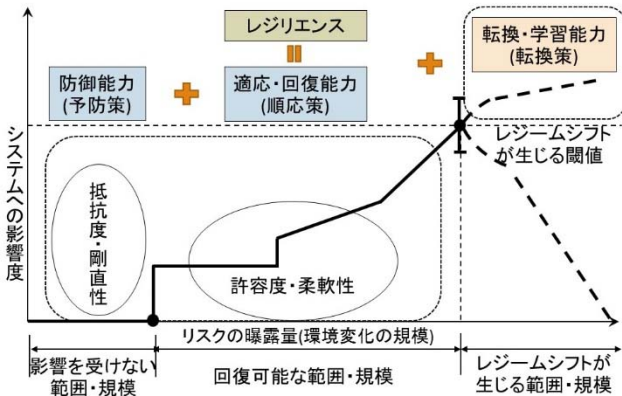 レジリエンス
防御能力
(予防策)
適応・回復能力
(順応策)
転換・学習能力
(転換策)
システムへの影響度
抵抗度・剛直性
許容度・柔軟性
レジームシフト
が生じる閾値
リスクの曝露量(環境変化の規模)
影響を受けない
範囲・規模
回復可能な範囲・規模
レジームシフトが
生じる範囲・規模